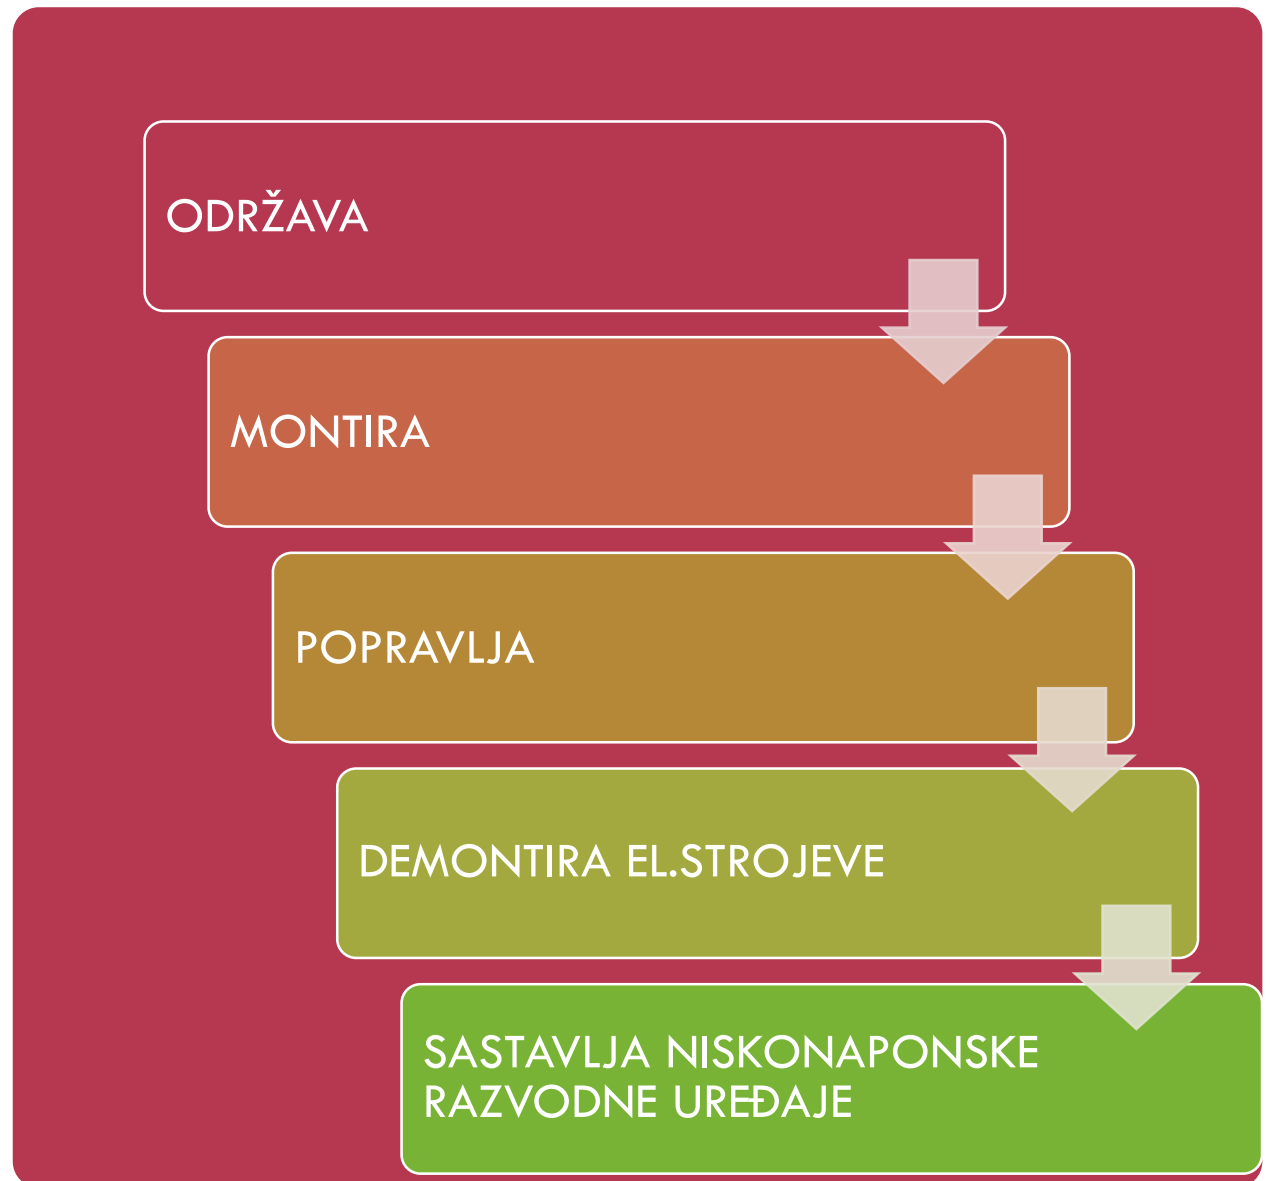 ODRŽAVA
MONTIRA
POPRAVLJA
DEMONTIRA EL.STROJEVE
SASTAVLJA NISKONAPONSKE
RAZVODNE UREĐAJE